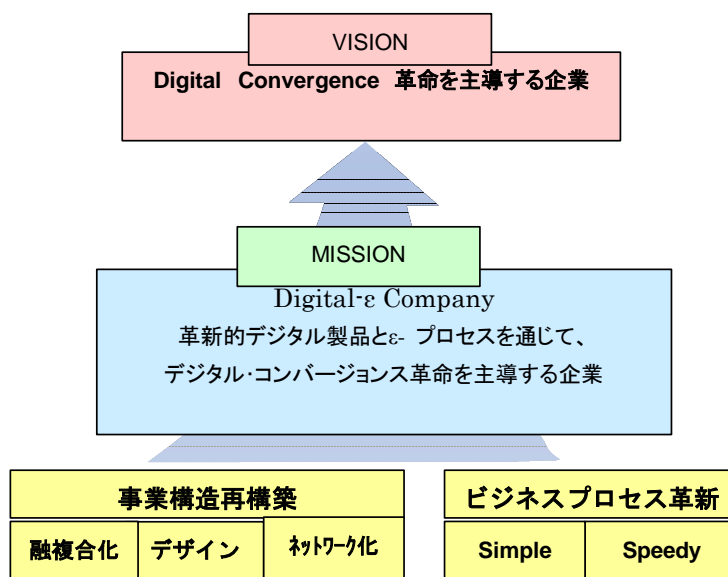 VISION
Digital Convergence 革命を主導する企業
MISSION
Digital-ε Company
革新的デジタル製品とε- プロセスを通じて、
デジタル・コンバージョンス革命を主導する企業
事業構造再構築
ビジネスプロセス革新
融複合化 デザイン ネットワーク化
Simple Speedy